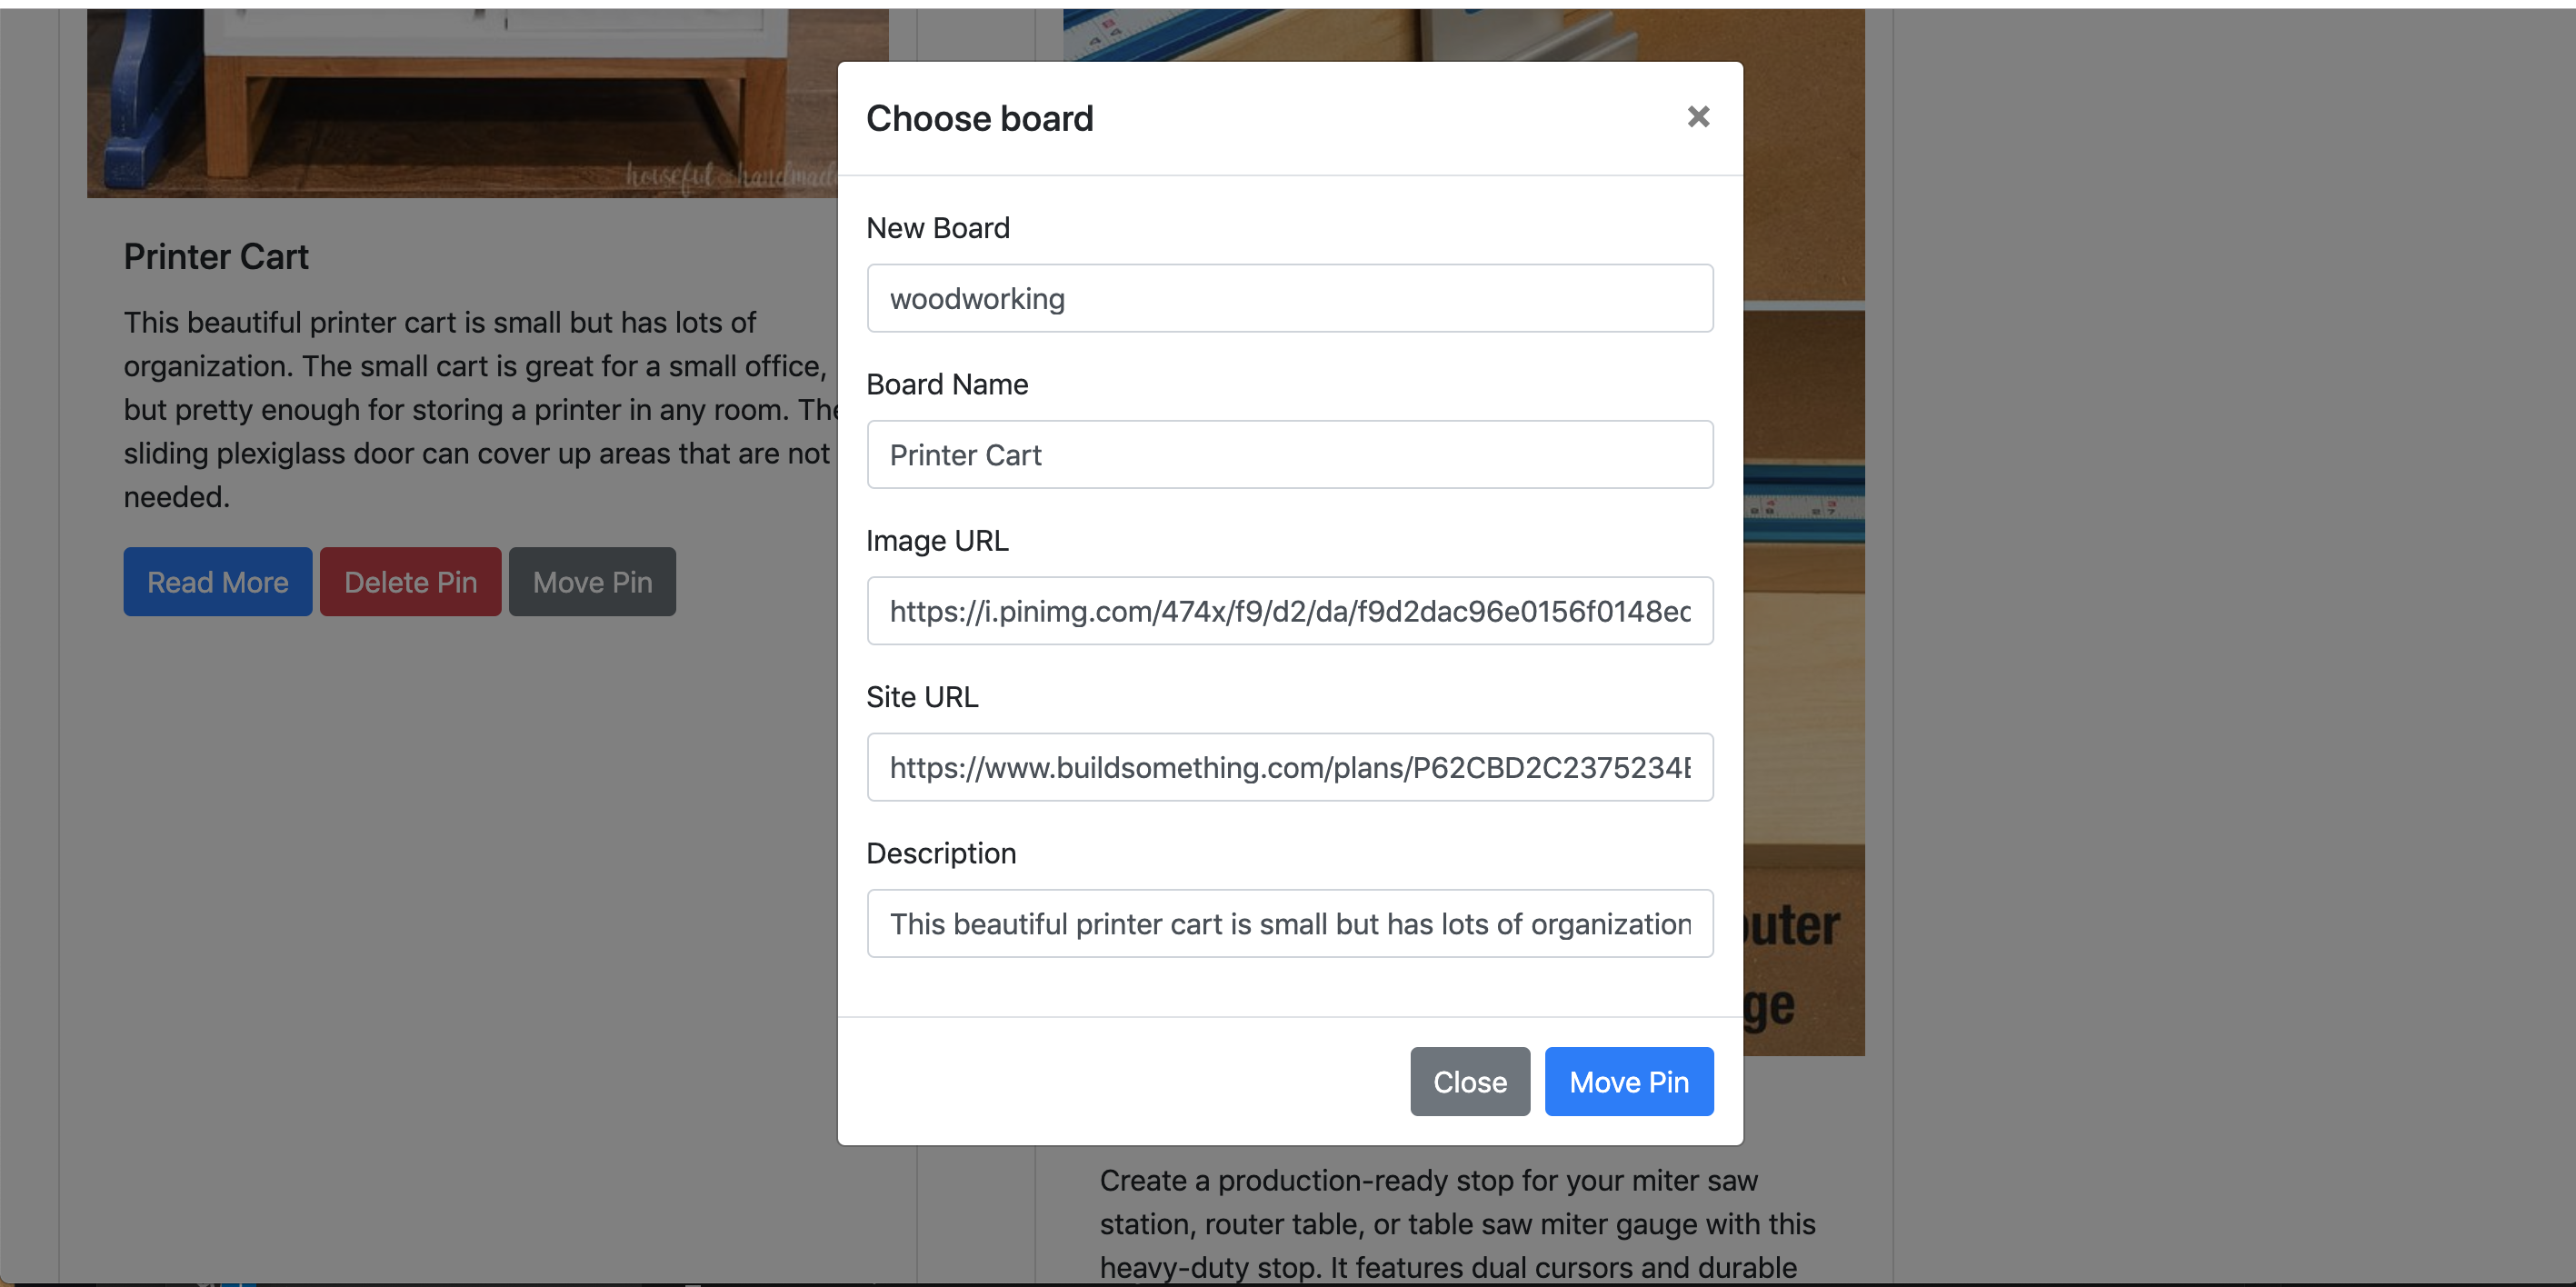 houseful handmade
Printer Cart
This beautiful printer cart is small but has lots of
organization. The small cart is great for a small office,
but pretty enough for storing a printer in any room. The
sliding plexiglass door can cover up areas that are not
needed.
Read More
Delete Pin
Move Pin
Choose board
×
New Board
woodworking
Board Name
Printer Cart
Image URL
https://i.pinimg.com/474x/f9/d2/da/f9d2dac96e0156f0148ec
Site URL
https://www.buildsomething.com/plans/P62CBD2C2375234
Description
This beautiful printer cart is small but has lots of organization
Close
Move Pin
outer
ge
Create a production-ready stop for your miter saw
station, router table, or table saw miter gauge with this
heavy-duty stop. It features dual cursors and durable